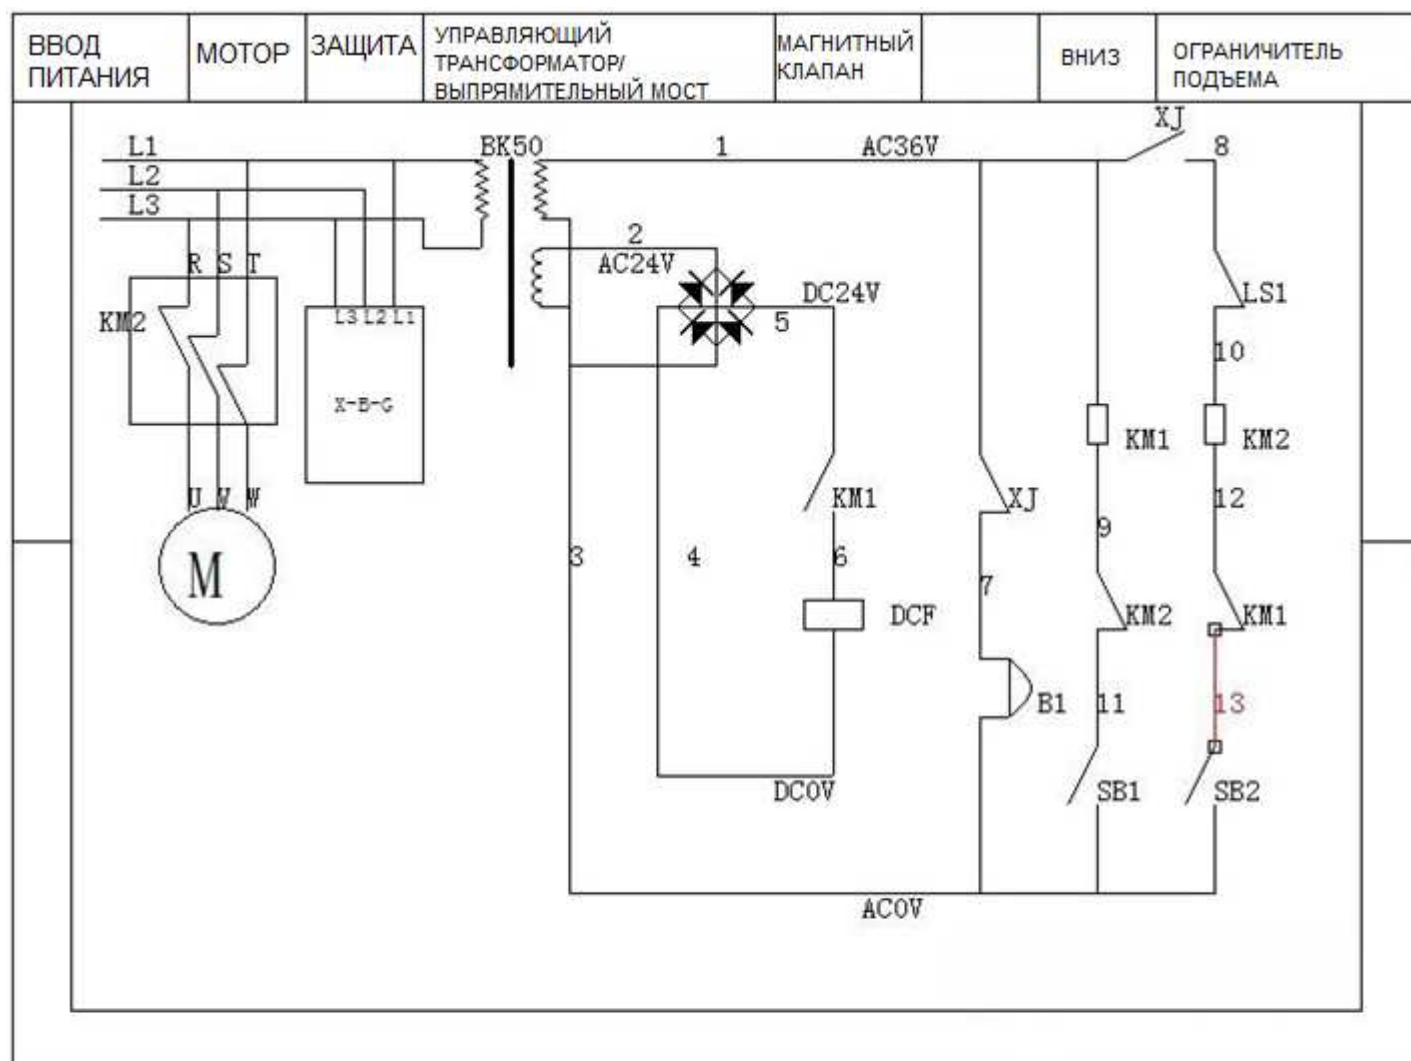 ВВОД
ПИТАНИЯ
МОТОР
ЗАЩИТА
УПРАВЛЯЮЩИЙ
ТРАНСФОРМАТОР/
ВЫПРЯМИТЕЛЬНЫЙ МОСТ
МАГНИТНЫЙ
КЛАПАН
ВНИЗ
ОГРАНИЧИТЕЛЬ
ПОДЪЕМА
XJ
L1
BK50
1
AC36V
8
L2
L3
2
R S T
AC24V
DC24V
LS1
KM2
L3 L2 L1
5
10
X-B-G
KM1
KM2
U V W
KM1
XJ
12
9
M
3
4
6
7
DCF
KM2
KM1
B1
11
13
DC0V
SB1
SB2
AC0V